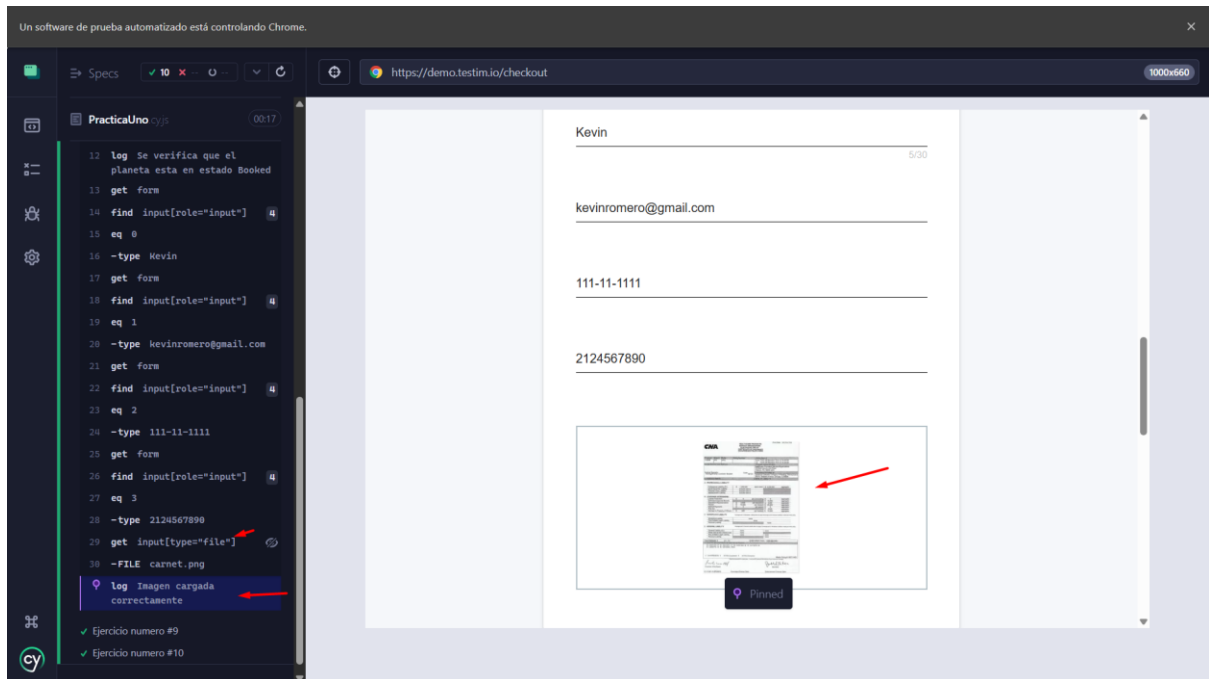 Un software de prueba automatizado está controlando Chrome.
Specs
10
-- 
--
https://demo.testim.io/checkout
1000x660
PracticaUno cy.js
00:17
12 log Se verifica que el
planeta esta en estado Booked
13 get form
14 find input[role="input"] 4
15 eq 0
16 -type Kevin
17 get form
18 find input[role="input"] 4
19 eq 1
20 -type kevinromero@gmail.com
21 get form
22 find input[role="input"] 4
23 eq 2
24 -type 111-11-1111
25 get form
26 find input[role="input"] 4
27 eq 3
28 -type 2124567890
29 get input[type="file"]
30 -FILE carnet.png
log Imagen cargada
correctamente
Ejercicio numero #9
Ejercicio numero #10
cy
Kevin
5/30
kevinromero@gmail.com
111-11-1111
2124567890
CNA
Pinned